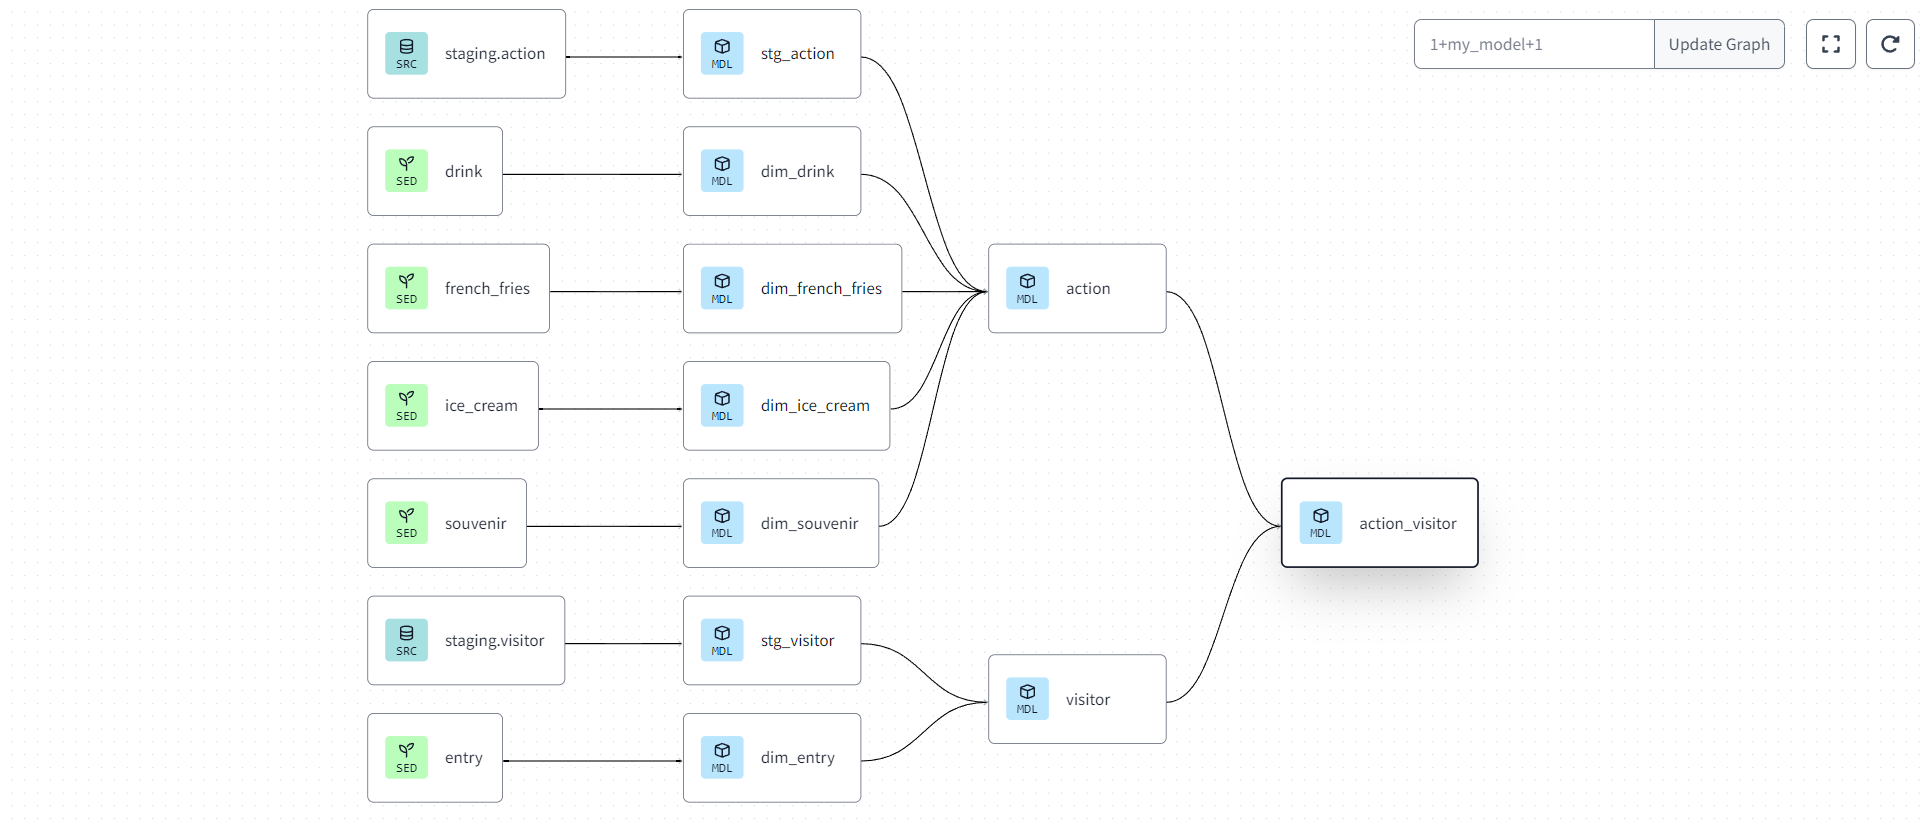 staging.action
SRC
stg_action
MDL
1+my_model+1
Update Graph
drink
SED
dim_drink
MDL
french_fries
SED
dim_french_fries
MDL
action
MDL
ice_cream
SED
dim_ice_cream
MDL
souvenir
SED
dim_souvenir
MDL
action_visitor
MDL
staging.visitor
SRC
stg_visitor
MDL
visitor
MDL
entry
SED
dim_entry
MDL